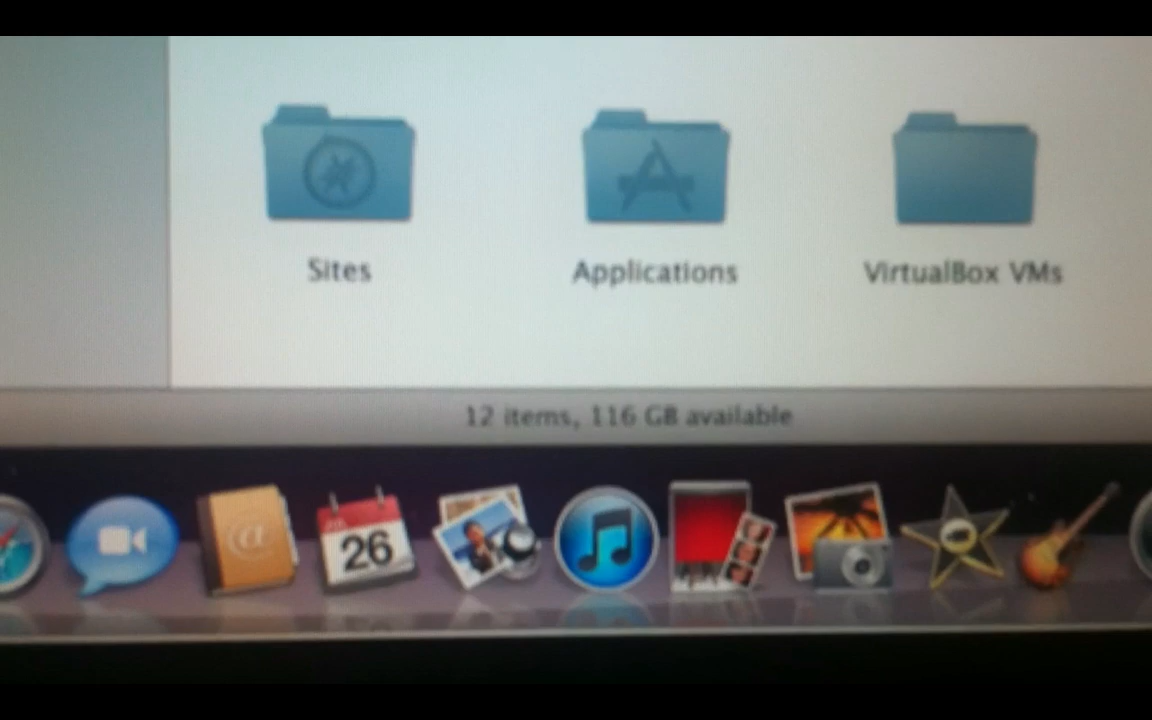 Sites
Applications
VirtualBox VMs
12 items, 116 GB available
@
26